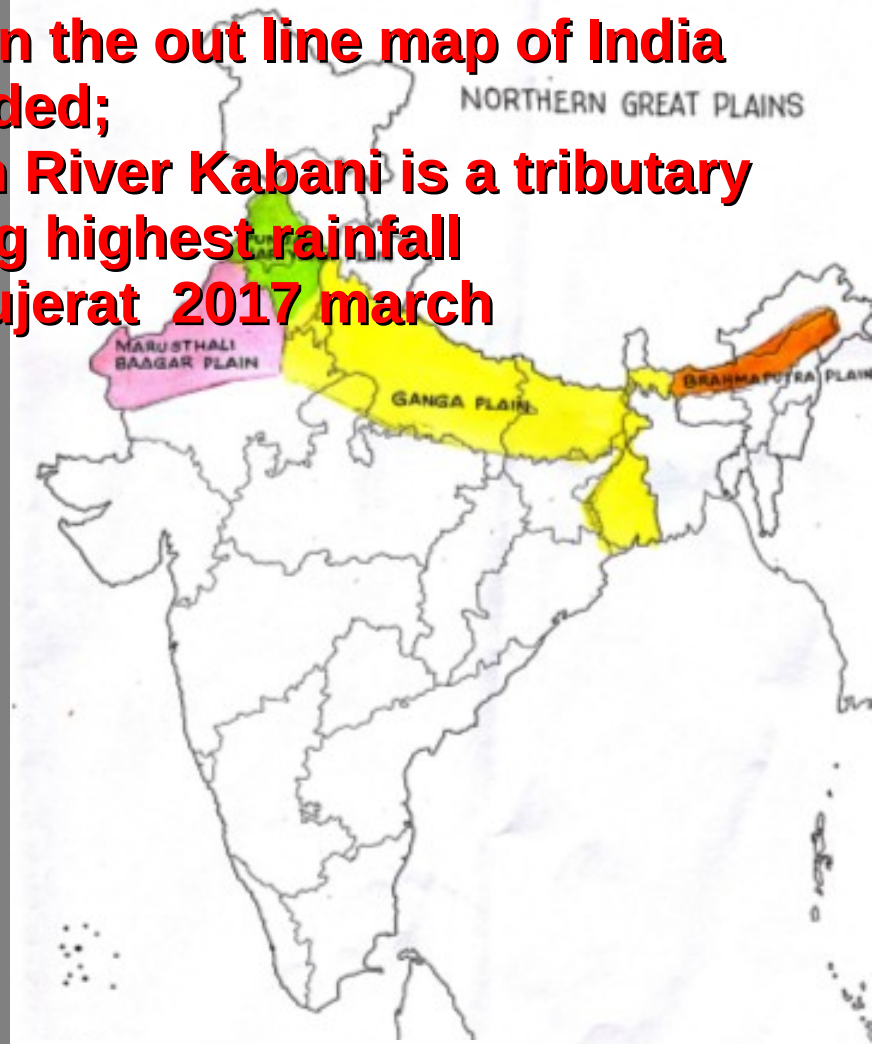 n the out line map of India
ded;
River Kabani is a tributary
g highest rainfall
ujerat 2017 march
NORTHERN GREAT PLAINS
MARUSTHALI
BAAGAR PLAIN
GANGA PLAIN
BRAHMAPUTRA PLAIN